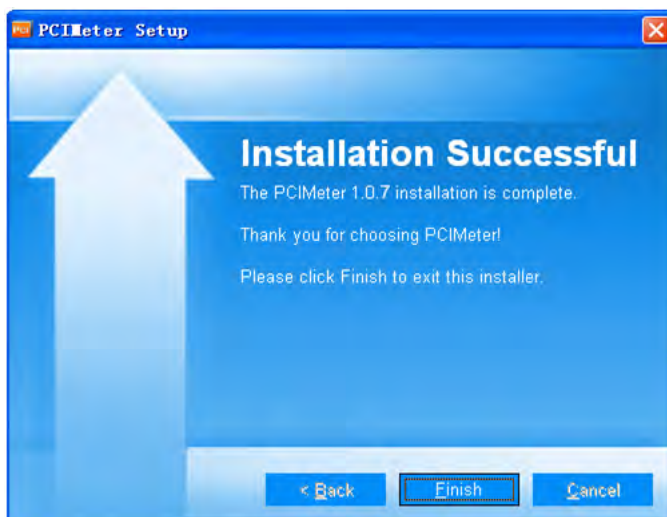 PCI PCIMeter Setup
Installation Successful
The PCIMeter 1.0.7 installation is complete.
Thank you for choosing PCIMeter!
Please click Finish to exit this installer.
< Back Finish Cancel